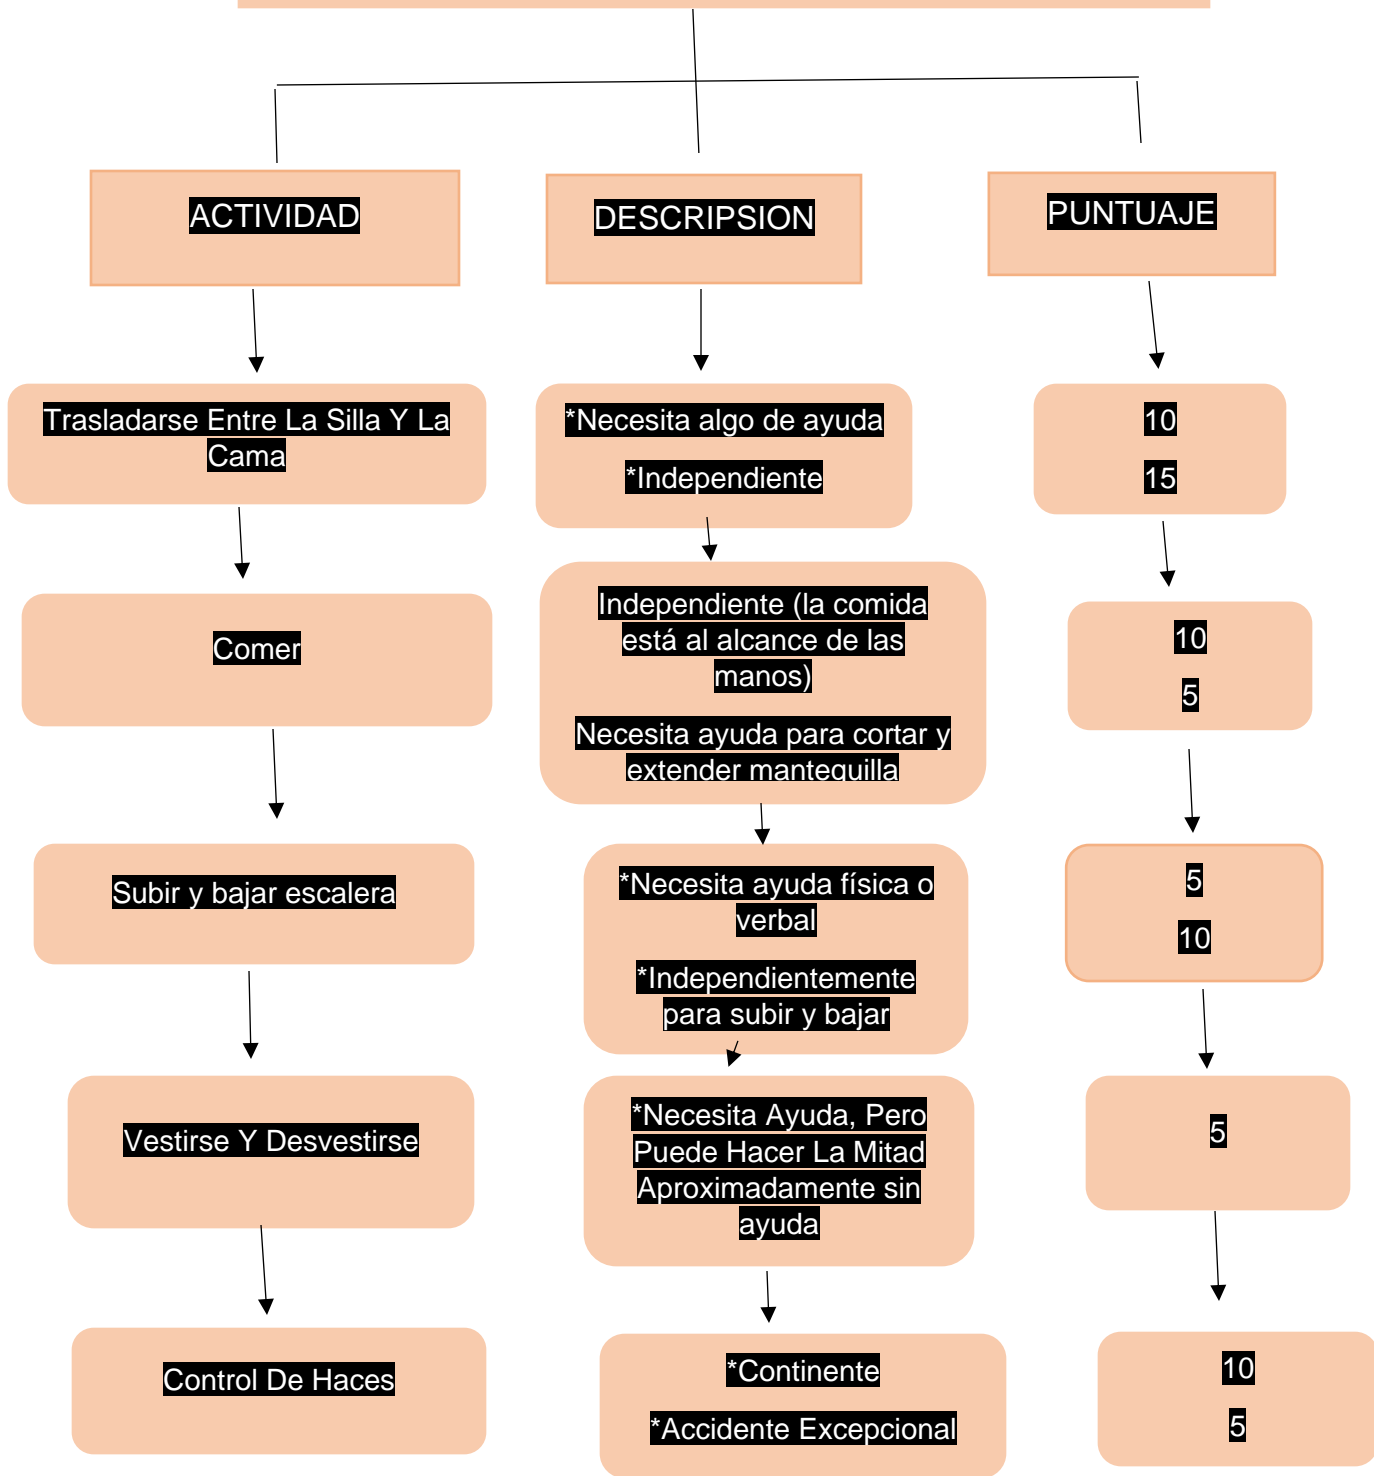 ACTIVIDAD
DESCRIPSION
PUNTUAJE
Trasladarse Entre La Silla Y La
Cama
*Necesita algo de ayuda
*Independiente
10
15
Comer
Independiente (la comida
está al alcance de las
manos)
Necesita ayuda para cortar y
extender mantequilla
10
5
Subir y bajar escalera
*Necesita ayuda física o
verbal
*Independientemente
para subir y bajar
5
10
Vestirse Y Desvestirse
*Necesita Ayuda, Pero
Puede Hacer La Mitad
Aproximadamente sin
ayuda
5
Control De Haces
*Continente
*Accidente Excepcional
10
5